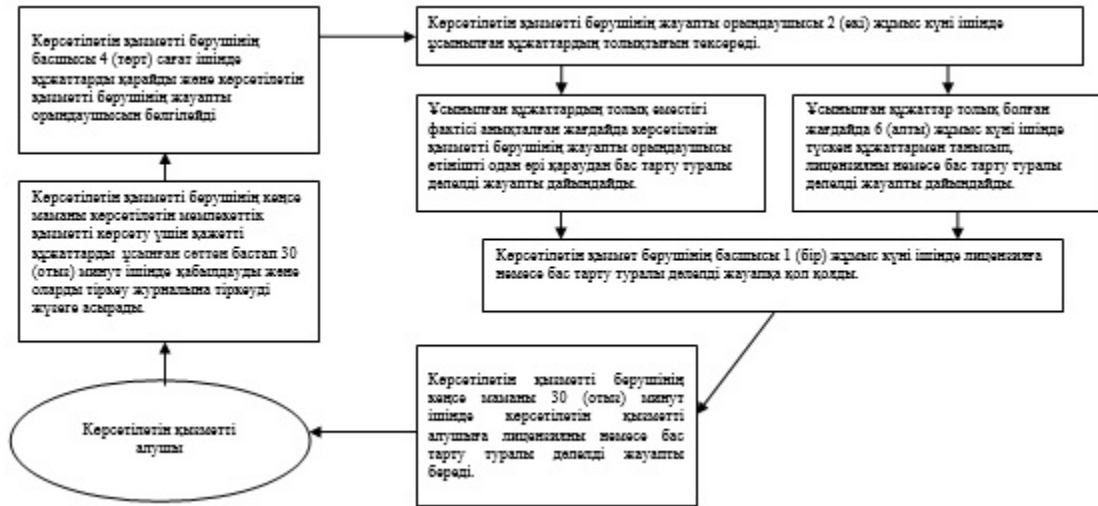 Көрсетілетін қызметті берушінің
басшысы 4 (төрт) сағат ішінде
құжаттарды қарайды және көрсетілетін
қызметті берушінің жауапты
орындаушысын белгілейді
Көрсетілетін қызметті берушінің жауапты орындаушысы 2 (екі) жұмыс күні ішінде
ұсынылған құжаттардың толықтығын тексереді.
Ұсынылған құжаттардың толық еместігі
фактісі анықталған жағдайда көрсетілетін
қызметті берушінің жауапты орындаушысы
өтінішті одан әрі қараудан бас тарту туралы
дәлелді жауапты дайындайды.
Ұсынылған құжаттар толық болған
жағдайда 6 (алты) жұмыс күні ішінде
түскен құжаттармен танысып,
лицензияны немесе бас тарту туралы
дәлелді жауапты дайындайды.
Көрсетілетін қызметті берушінің кеңсе
маманы көрсетілетін мемлекеттік
қызметті көрсету үшін қажетті
құжаттарды ұсынған сәттен бастап 30
(отыз) минут ішінде қабылдауды және
оларды тіркеу журналына тіркеуді
жүзеге асырады.
Көрсетілетін қызмет берушінің басшысы 1 (бір) жұмыс күні ішінде лицензияға
немесе бас тарту туралы дәлелді жауапқа қол қояды.
Көрсетілетін қызметті берушінің
кеңсе маманы 30 (отыз) минут
ішінде көрсетілетін қызметті
алушыға лицензияны немесе бас
тарту туралы дәлелді жауапты
береді.
Көрсетілетін қызметті
алушы